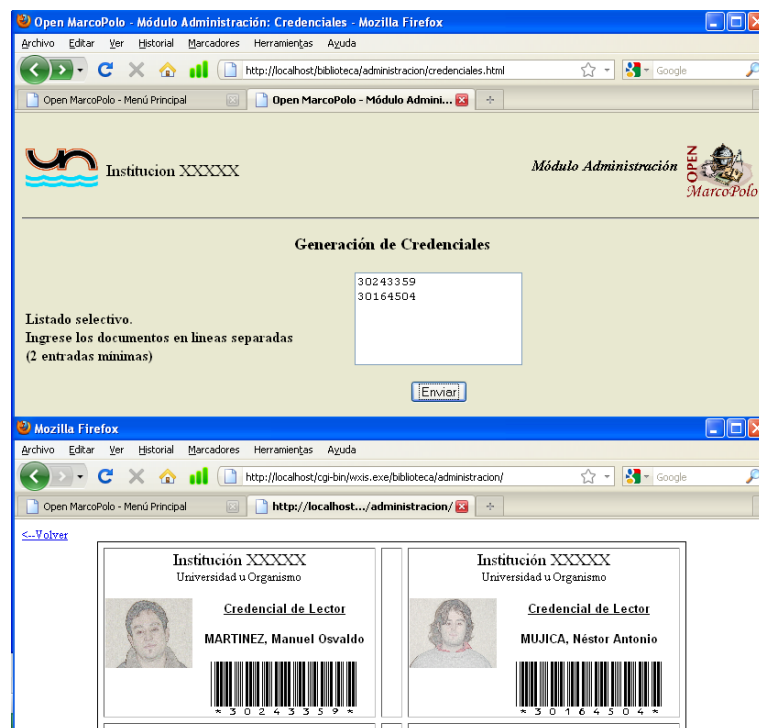 Open MarcoPolo - Módulo Administración: Credenciales - Mozilla Firefox
Archivo Editar Ver Historial Marcadores Herramientas Ayuda
http://localhost/biblioteca/administracion/credenciales.html
Google
Open MarcoPolo - Menú Principal
Open MarcoPolo - Módulo Admini...
Institucion XXXXX
Módulo Administración
OPEN
MarcoPolo
Generación de Credenciales
30243359
30164504
Listado selectivo.
Ingrese los documentos en lineas separadas
(2 entradas mínimas)
Enviar
Mozilla Firefox
Archivo Editar Ver Historial Marcadores Herramientas Ayuda
http://localhost/cgi-bin/wxis.exe/biblioteca/administracion/
Google
Open MarcoPolo - Menú Principal
http://localhost.../administracion/
<--Volver
Institución XXXXX
Universidad u Organismo
Credencial de Lector
MARTINEZ, Manuel Osvaldo
*30243359*
Institución XXXXX
Universidad u Organismo
Credencial de Lector
MUJICA, Néstor Antonio
*30164504*